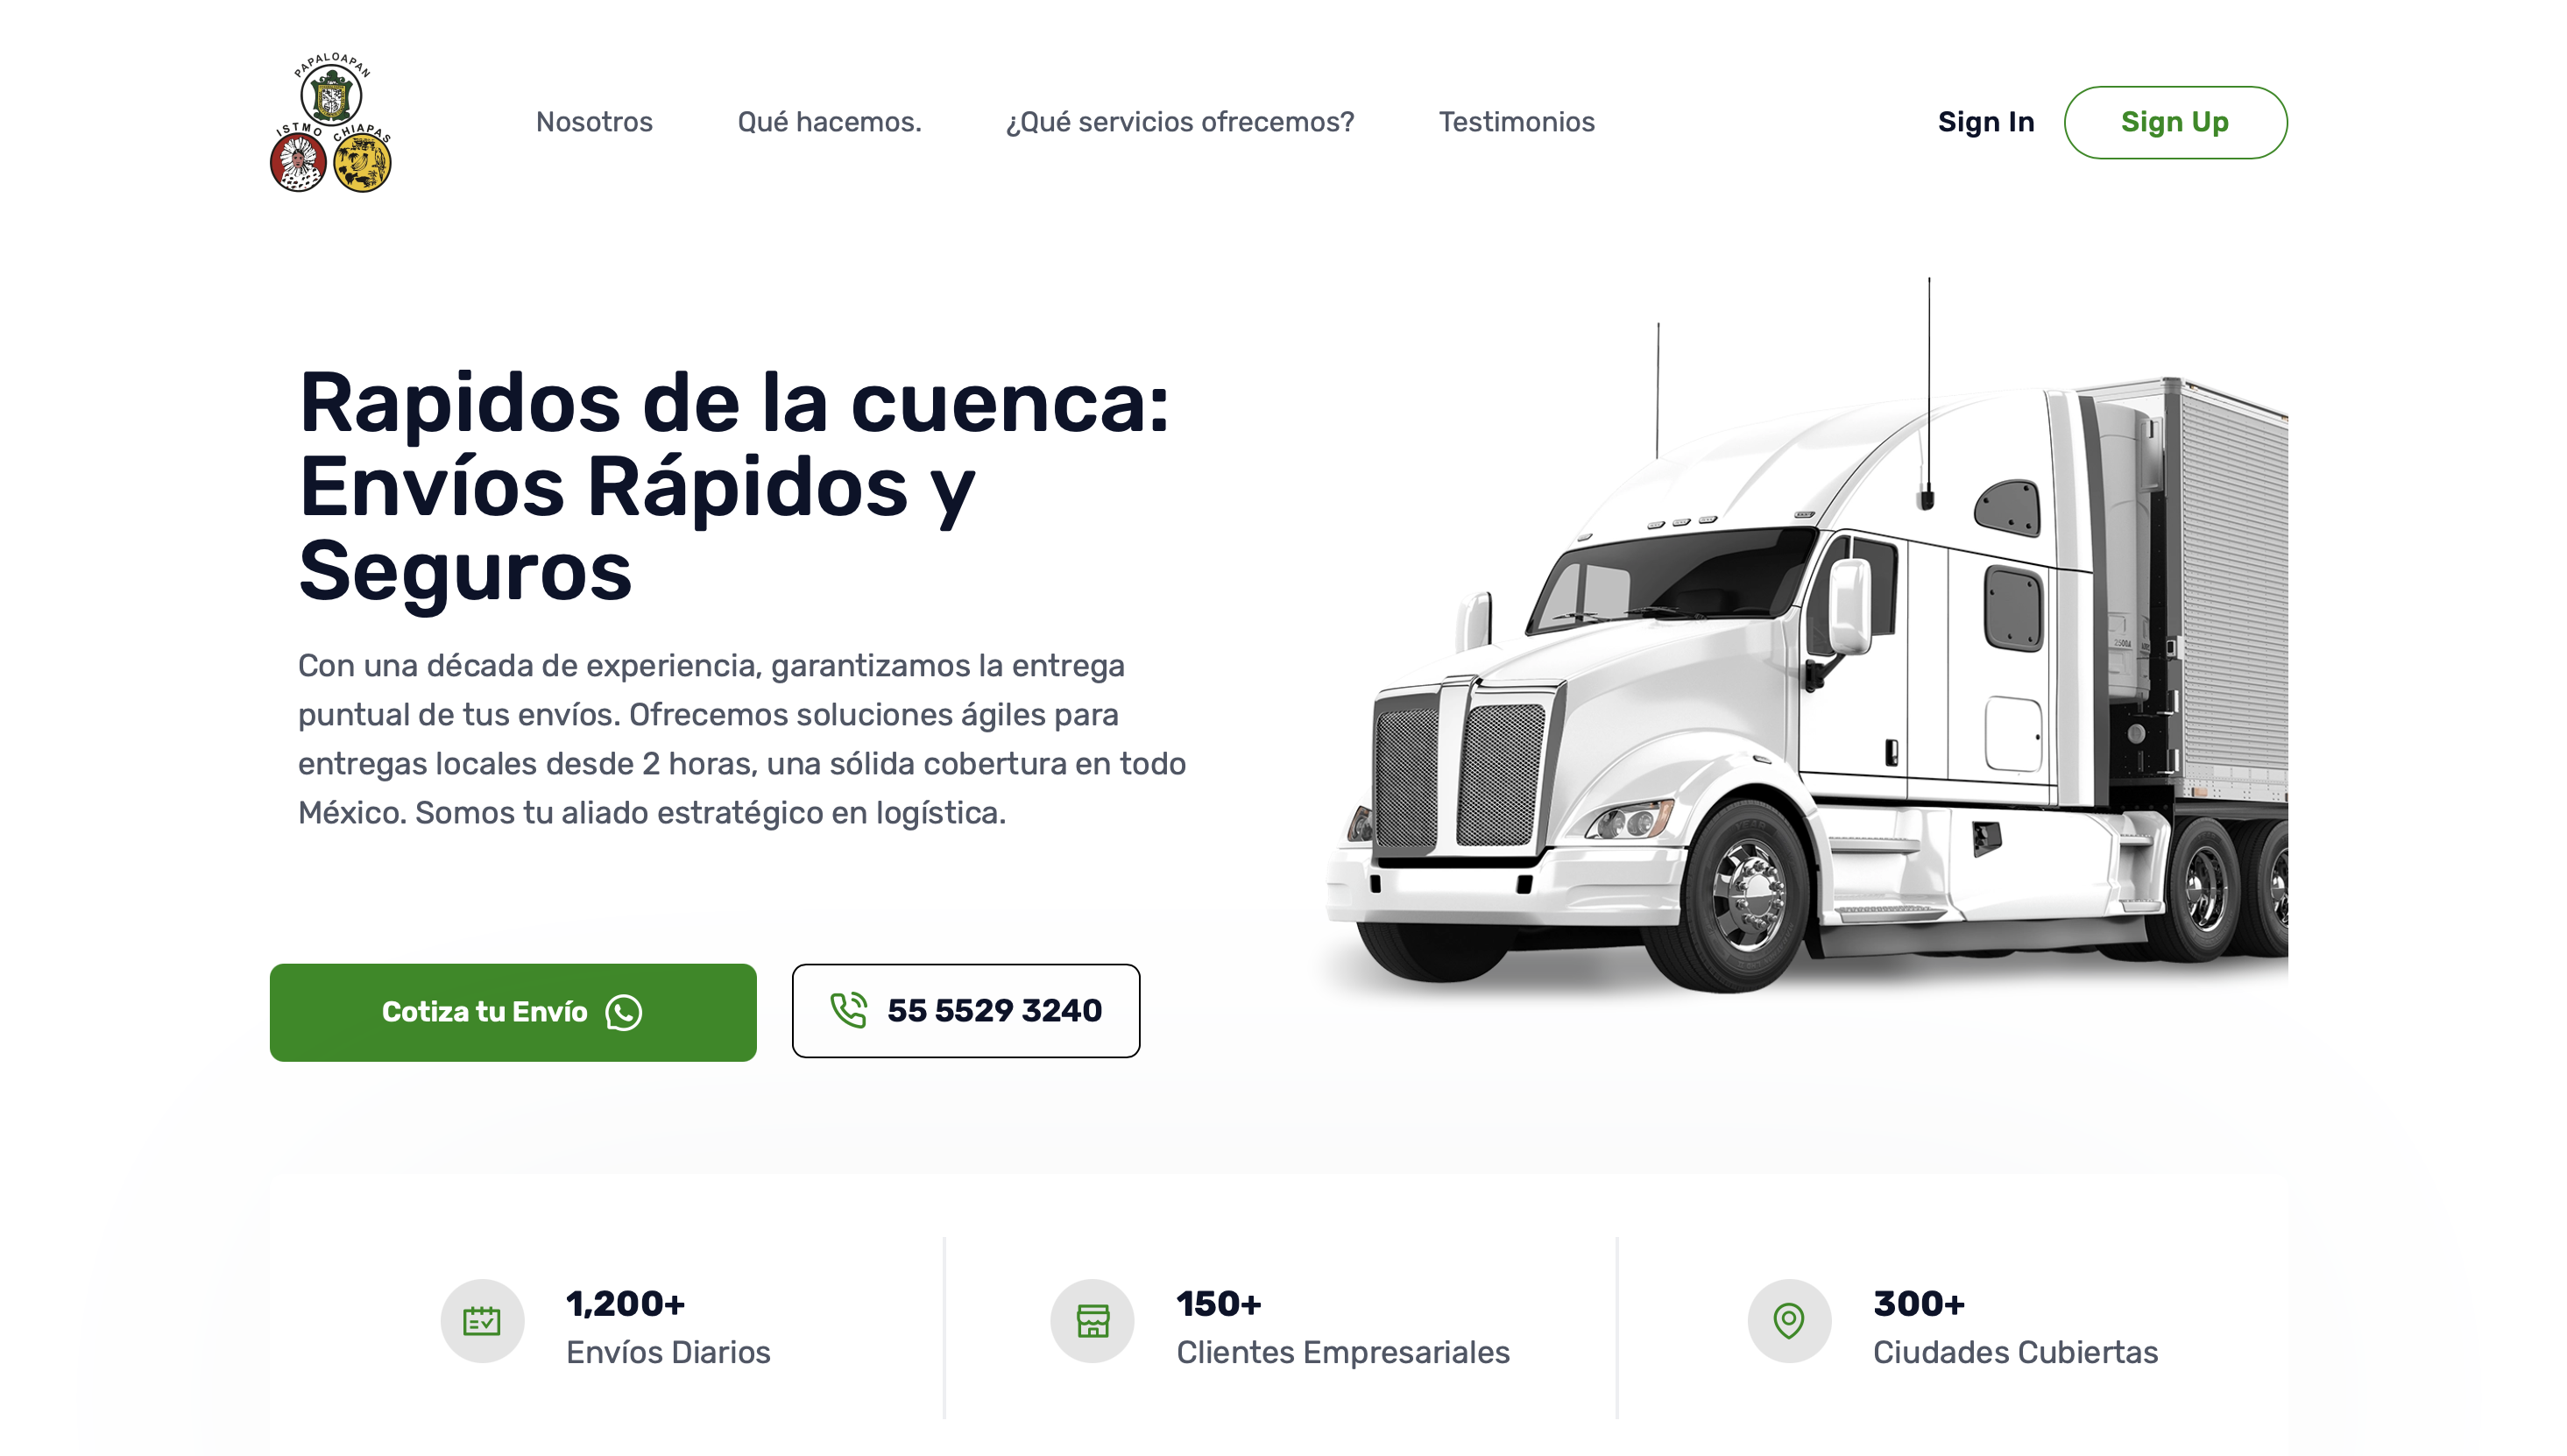 PAPALOAPAN
ISTMO CHIAPAS
Nosotros
Qué hacemos.
¿Qué servicios ofrecemos?
Testimonios
Sign In
Sign Up
Rapidos de la cuenca:
Envíos Rápidos y
Seguros
Con una década de experiencia, garantizamos la entrega
puntual de tus envíos. Ofrecemos soluciones ágiles para
entregas locales desde 2 horas, una sólida cobertura en todo
México. Somos tu aliado estratégico en logística.
Cotiza tu Envío
55 5529 3240
1,200+
Envíos Diarios
150+
Clientes Empresariales
300+
Ciudades Cubiertas